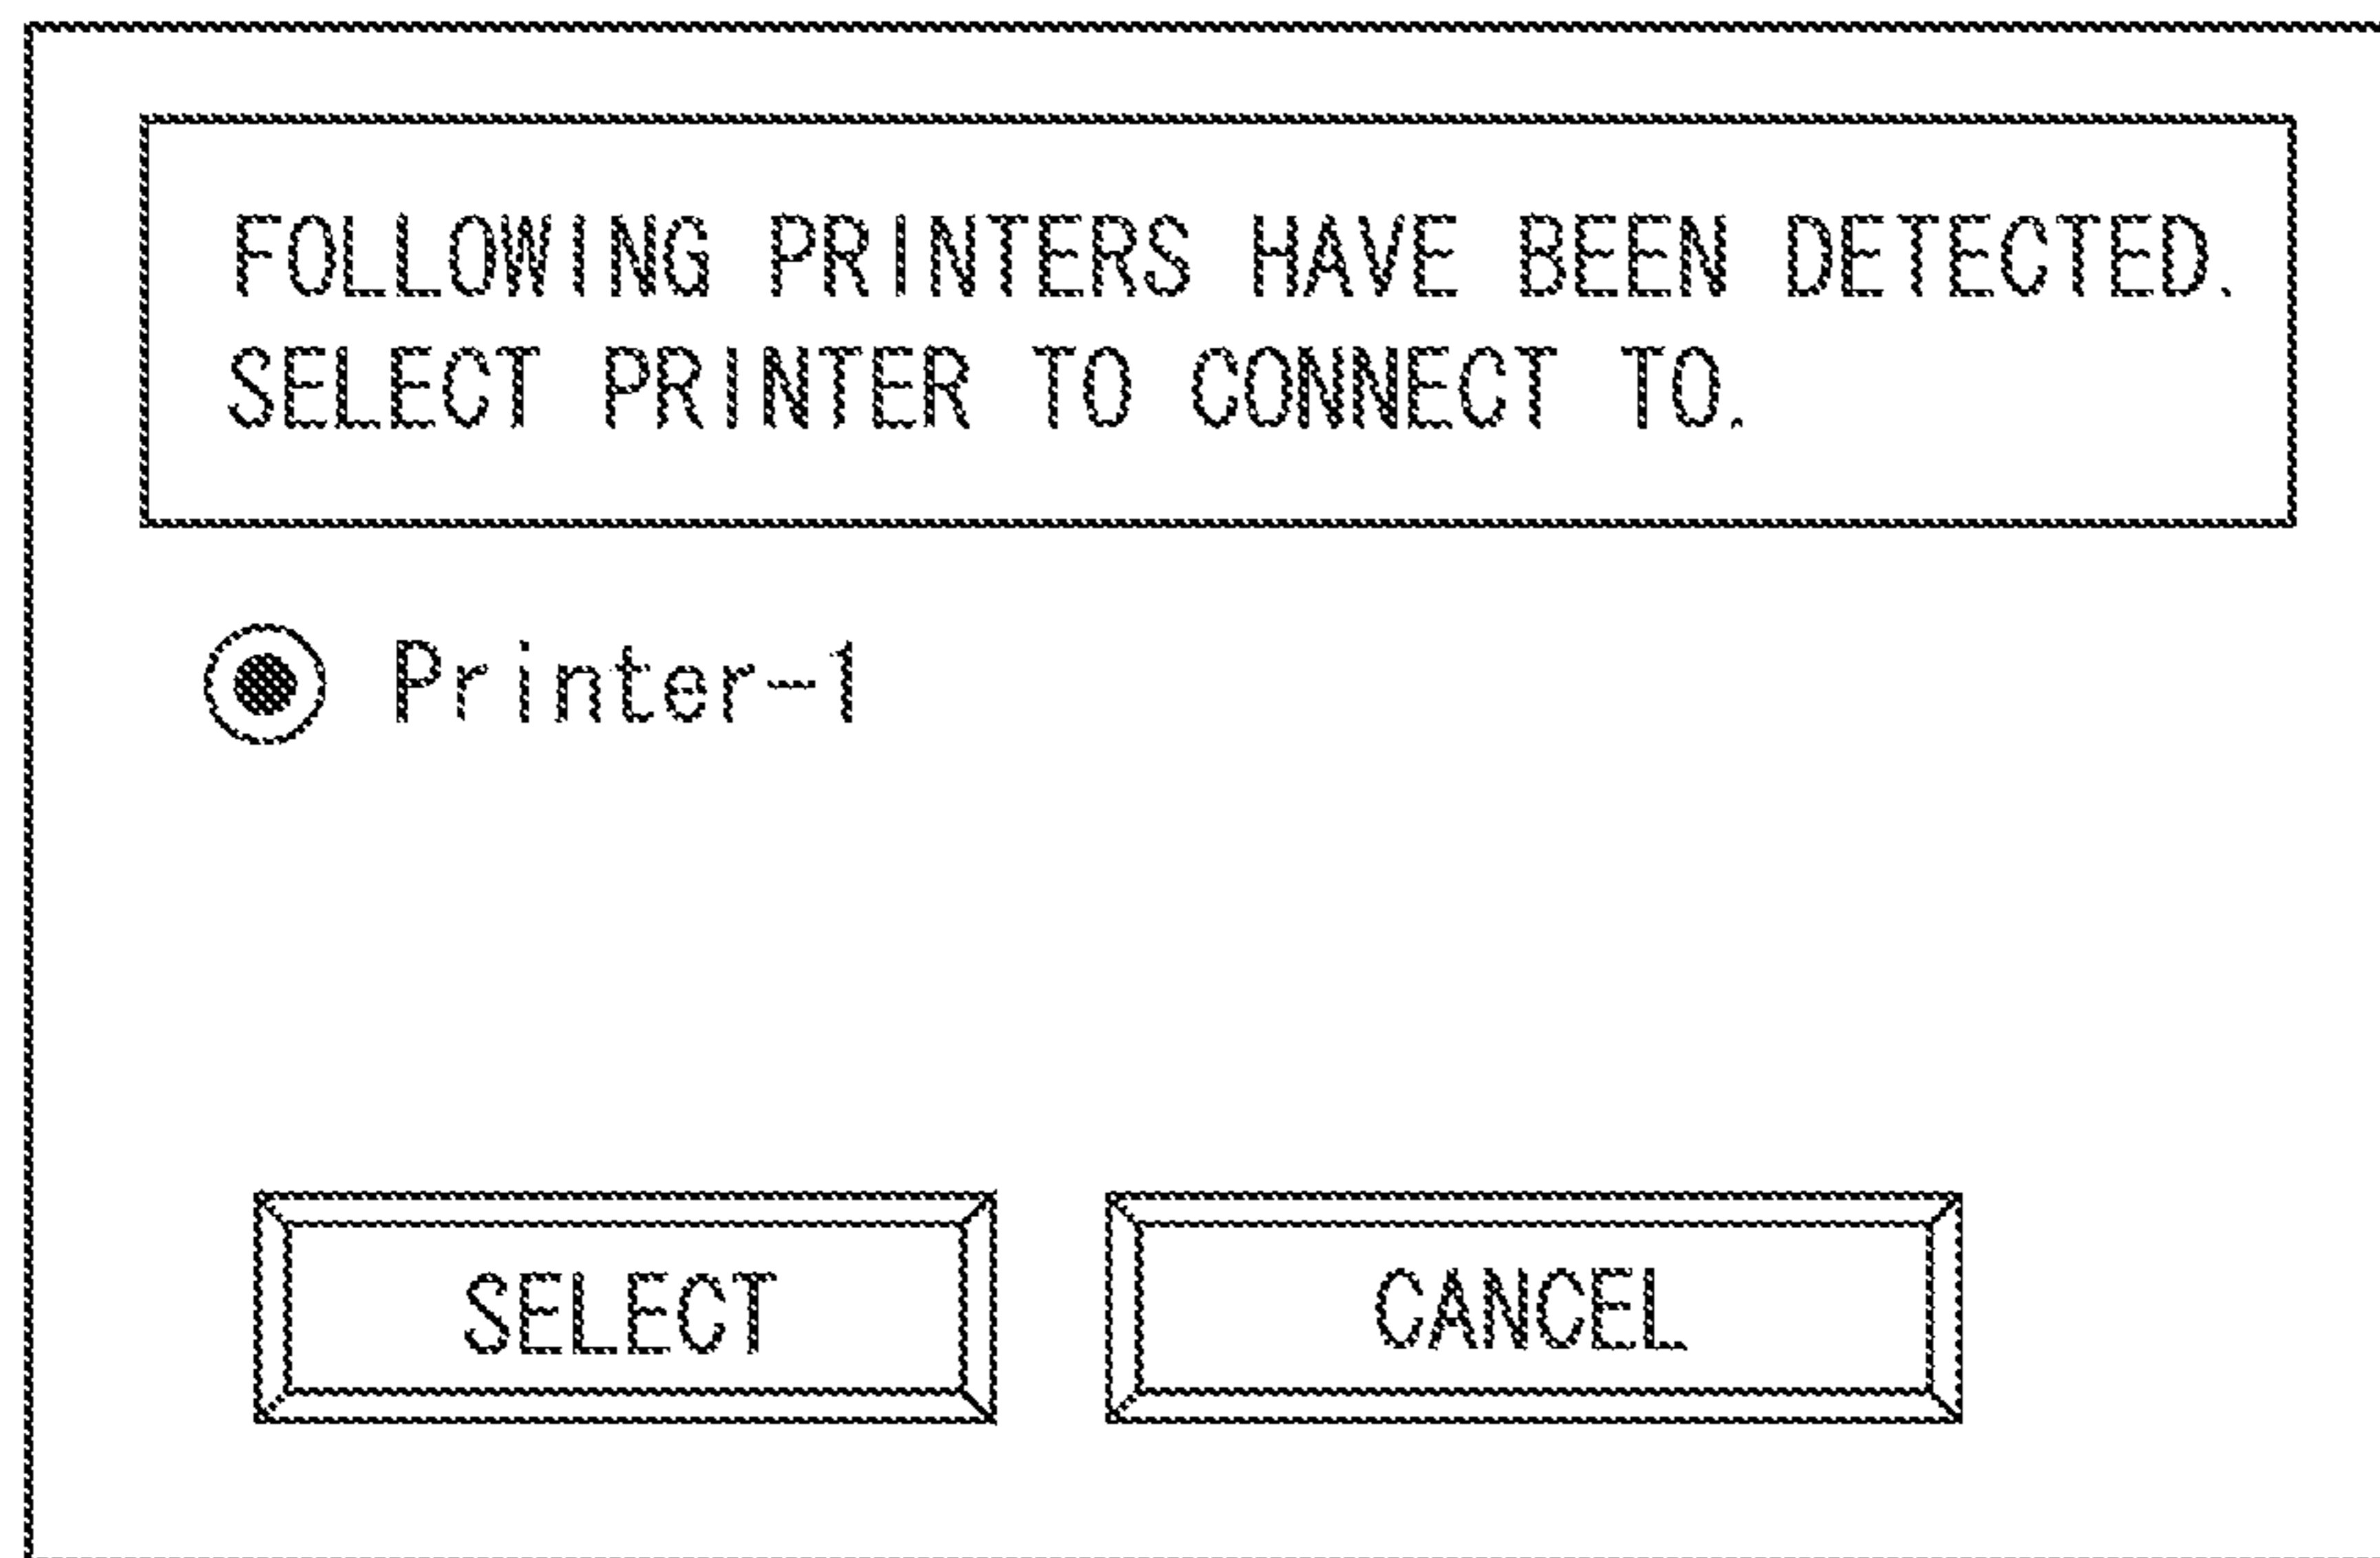 FOLLOWING PRINTERS HAVE BEEN DETECTED.
SELECT PRINTER TO CONNECT TO.
Printer-1
SELECT
CANCEL